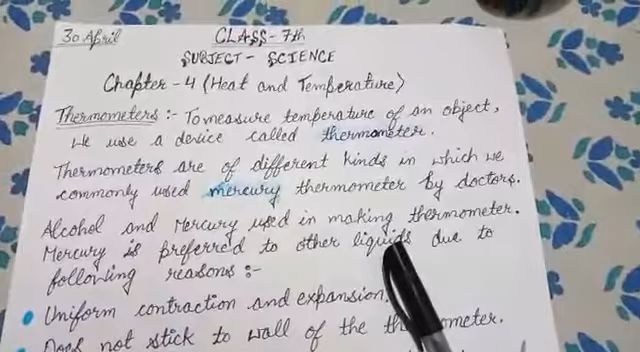 30 April
CLASS - 7th
SUBJECT - SCIENCE
Chapter - 4 (Heat and Temperature)
Thermometers :- To measure temperature of an object,
We use a device called thermometer.
Thermometers are of different kinds in which we
commonly used mercury thermometer by doctors.
Alcohol and Mercury used in making thermometer.
Mercury is preferred to other liquids due to
following reasons :-
Uniform contraction and expansion.
Does not stick to wall of the